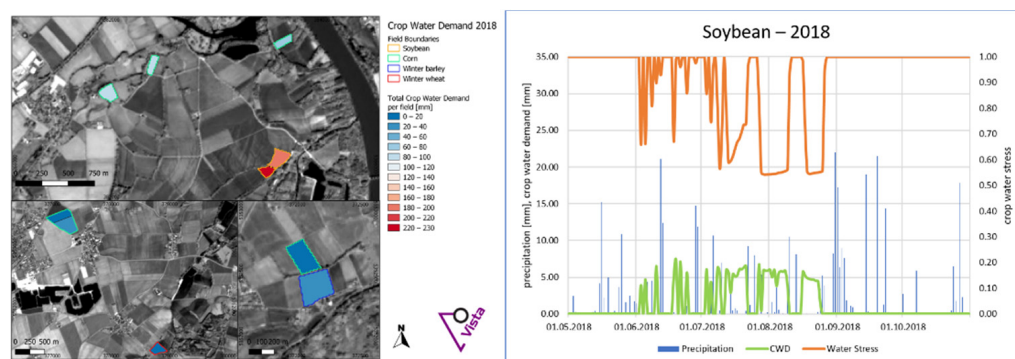 Crop Water Demand 2018
Field Boundaries
Soybean
Corn
Winter barley
Winter wheat
Total Crop Water Demand
per field [mm]
0 – 20
20 – 40
40 – 60
60 – 80
80 – 100
100 – 120
120 – 140
140 – 160
160 – 180
180 – 200
200 – 220
220 – 230
0 250 500 750 m
0 250 500 m
0 100 200 m
N
Vista
Soybean – 2018
precipitation [mm], crop water demand [mm]
35.00
30.00
25.00
20.00
15.00
10.00
5.00
0.00
1.00
0.90
0.80
0.70
0.60
0.50
0.40
0.30
0.20
0.10
0.00
crop water stress
01.05.2018 01.06.2018 01.07.2018 01.08.2018 01.09.2018 01.10.2018
Precipitation CWD Water Stress